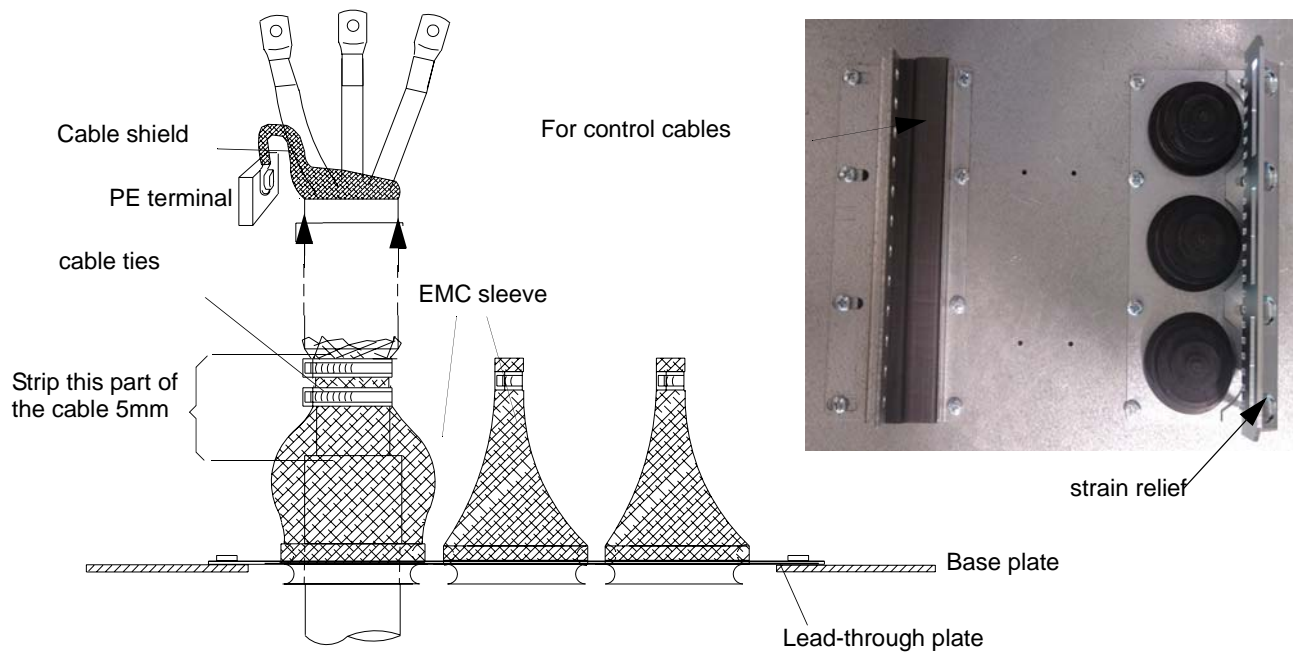 Cable shield
For control cables
PE terminal
cable ties
EMC sleeve
Strip this part of
the cable 5mm
strain relief
Base plate
Lead-through plate